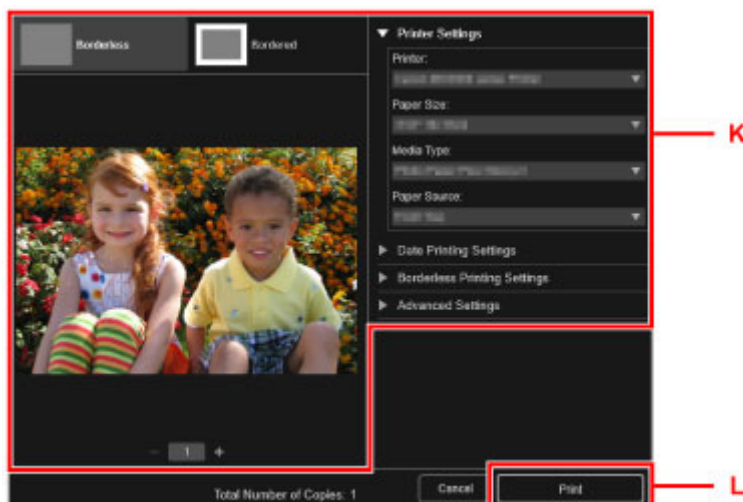 Borderless
Bordered
Printer Settings
Printer:
Paper Size:
Media Type:
Paper Source:
Date Printing Settings
Borderless Printing Settings
Advanced Settings
K
1
Total Number of Copies: 1
Cancel
Print
L